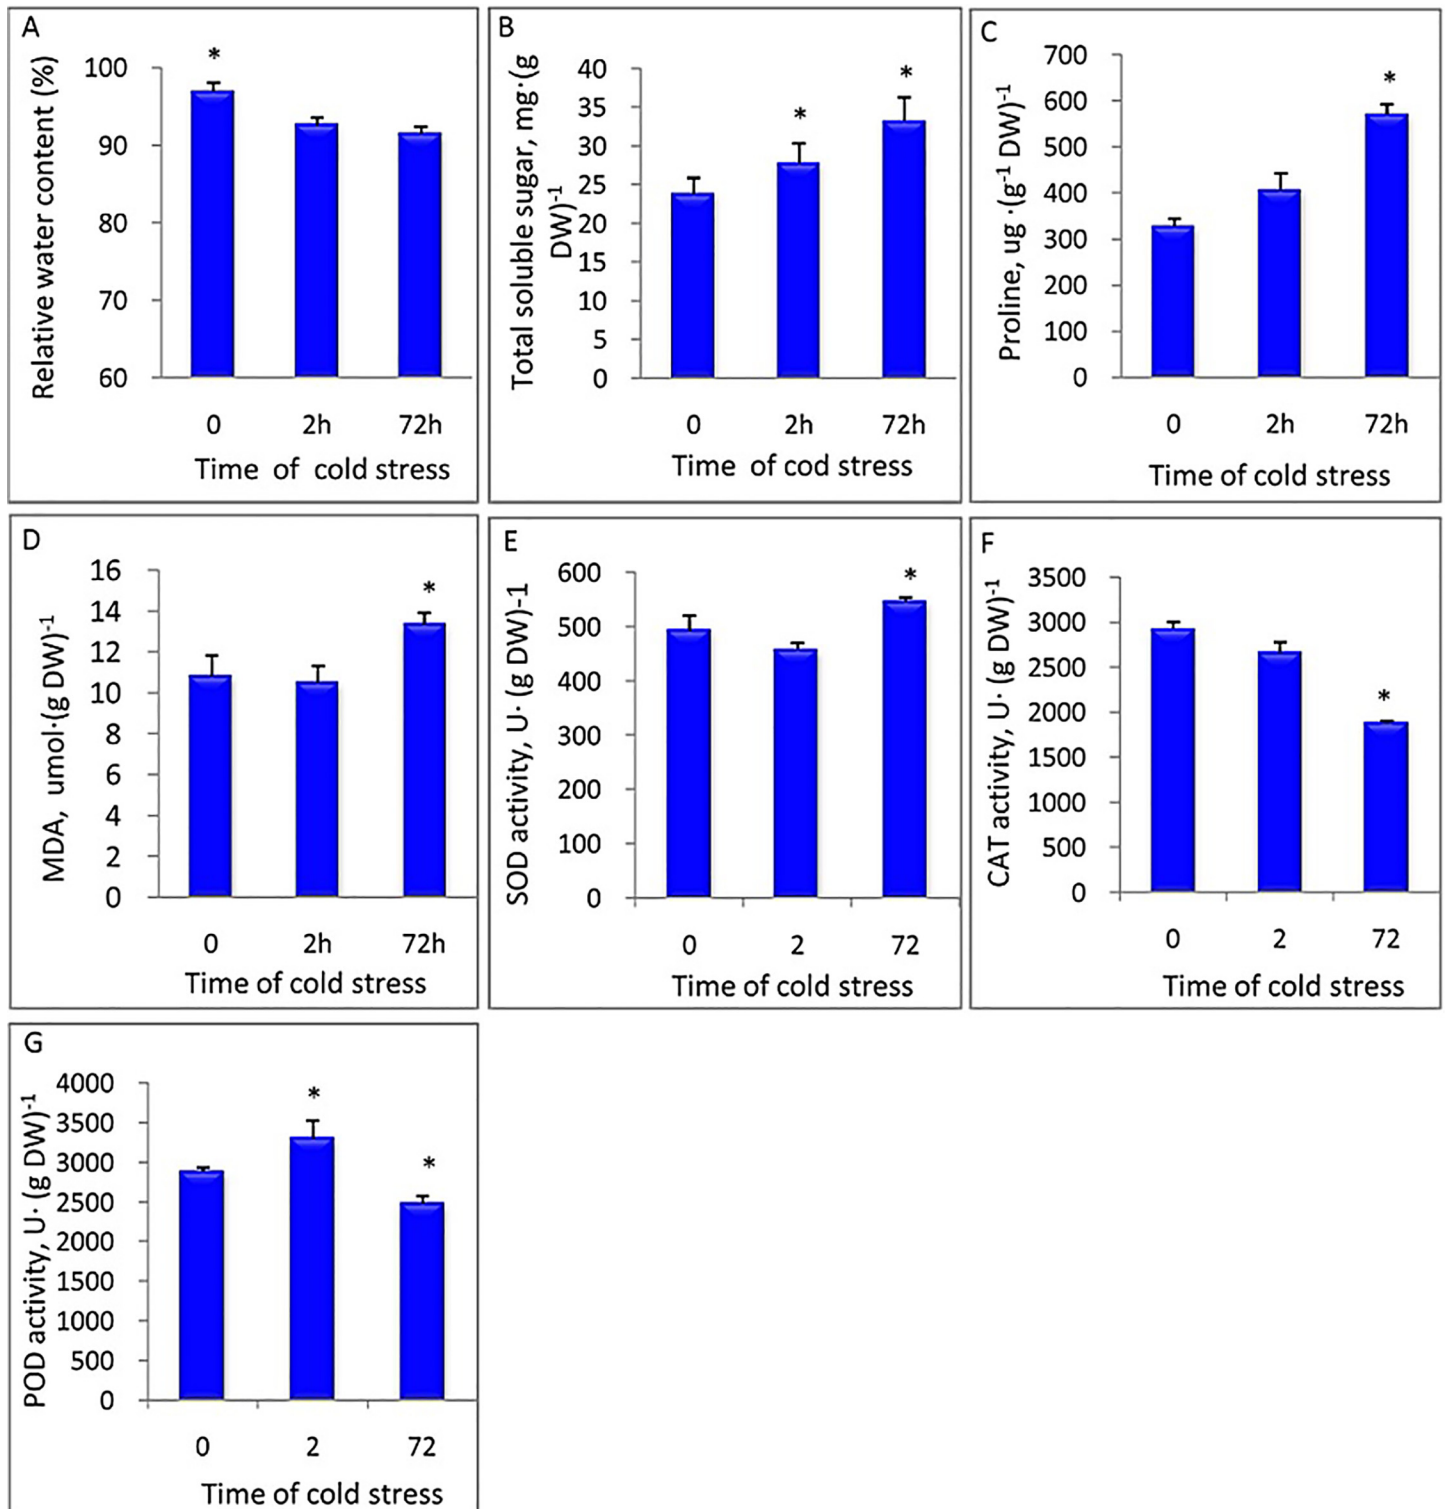 A
Relative water content (%)
*
100
90
80
70
60
0 2h 72h
Time of cold stress
B
Total soluble sugar, mg·(g
DW)-1
* *
40
35
30
25
20
15
10
5
0
0 2h 72h
Time of cod stress
C
Proline, ug ·(g-1 DW)-1
*
700
600
500
400
300
200
100
0
0 2h 72h
Time of cold stress
D
MDA, umol·(g DW)-1
*
16
14
12
10
8
6
4
2
0
0 2h 72h
Time of cold stress
E
SOD activity, U· (g DW)-1
*
600
500
400
300
200
100
0
0 2 72
Time of cold stress
F
CAT activity, U· (g DW)-1
*
3500
3000
2500
2000
1500
1000
500
0
0 2 72
Time of cold stress
G
POD activity, U· (g DW)-1
* *
4000
3500
3000
2500
2000
1500
1000
500
0
0 2 72
Time of cold stress